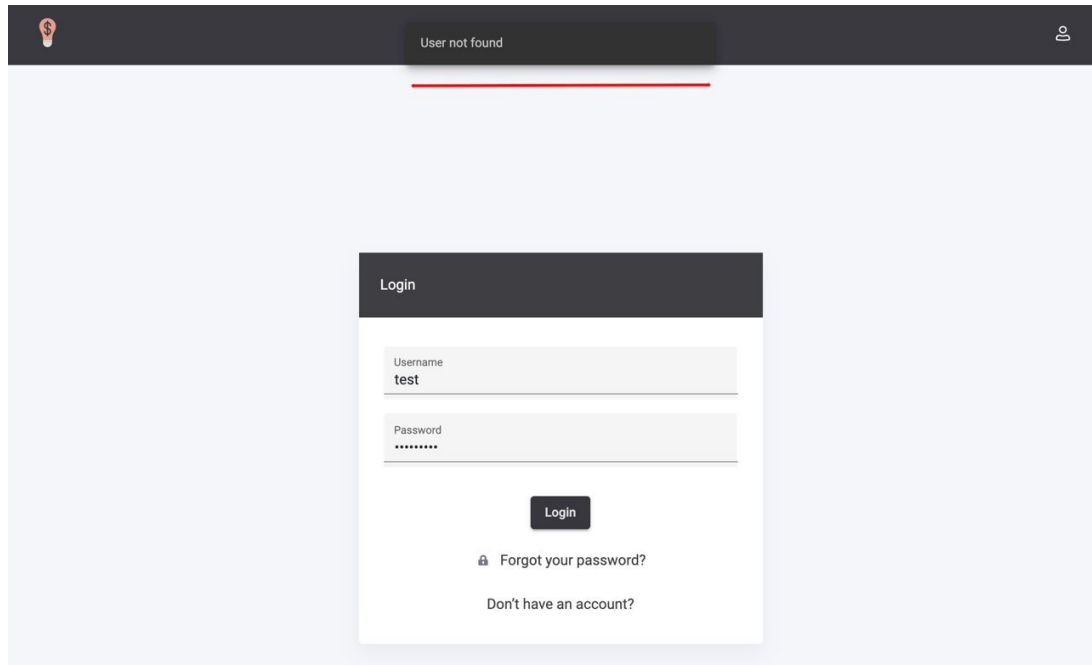 $
User not found
Login
Username
test
Password
•••••••••
Login
Forgot your password?
Don't have an account?